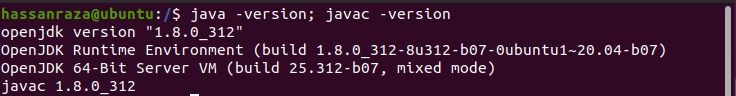 hassanraza@ubuntu:/$ java -version; javac -version
openjdk version "1.8.0_312"
OpenJDK Runtime Environment (build 1.8.0_312-8u312-b07-0ubuntu1~20.04-b07)
OpenJDK 64-Bit Server VM (build 25.312-b07, mixed mode)
javac 1.8.0_312